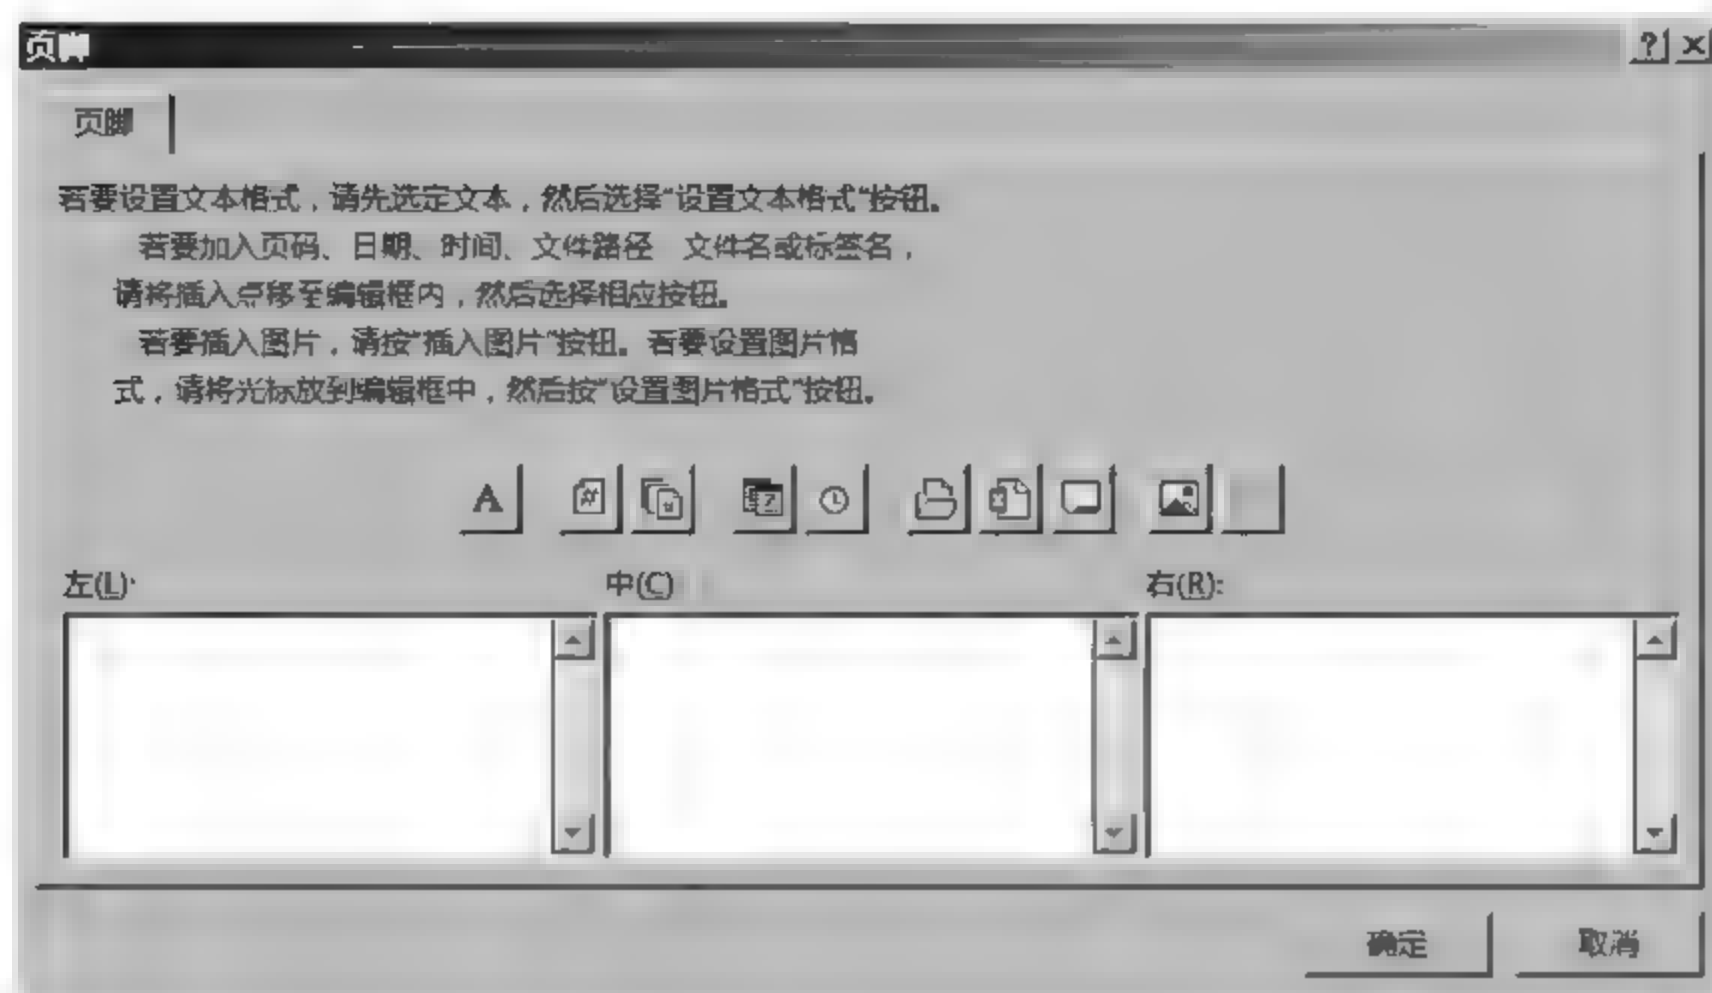 页脚
页脚
若要设置文本格式，请先选定文本，然后选择“设置文本格式”按钮。
若要加入页码、日期、时间、文件路径 文件名或标签名，
请将插入点移至编辑框内，然后选择相应按钮。
若要插入图片，请按“插入图片”按钮。若要设置图片格
式，请将光标放到编辑框中，然后按“设置图片格式”按钮。
A
左(L):
中(C)
右(R):
确定
取消